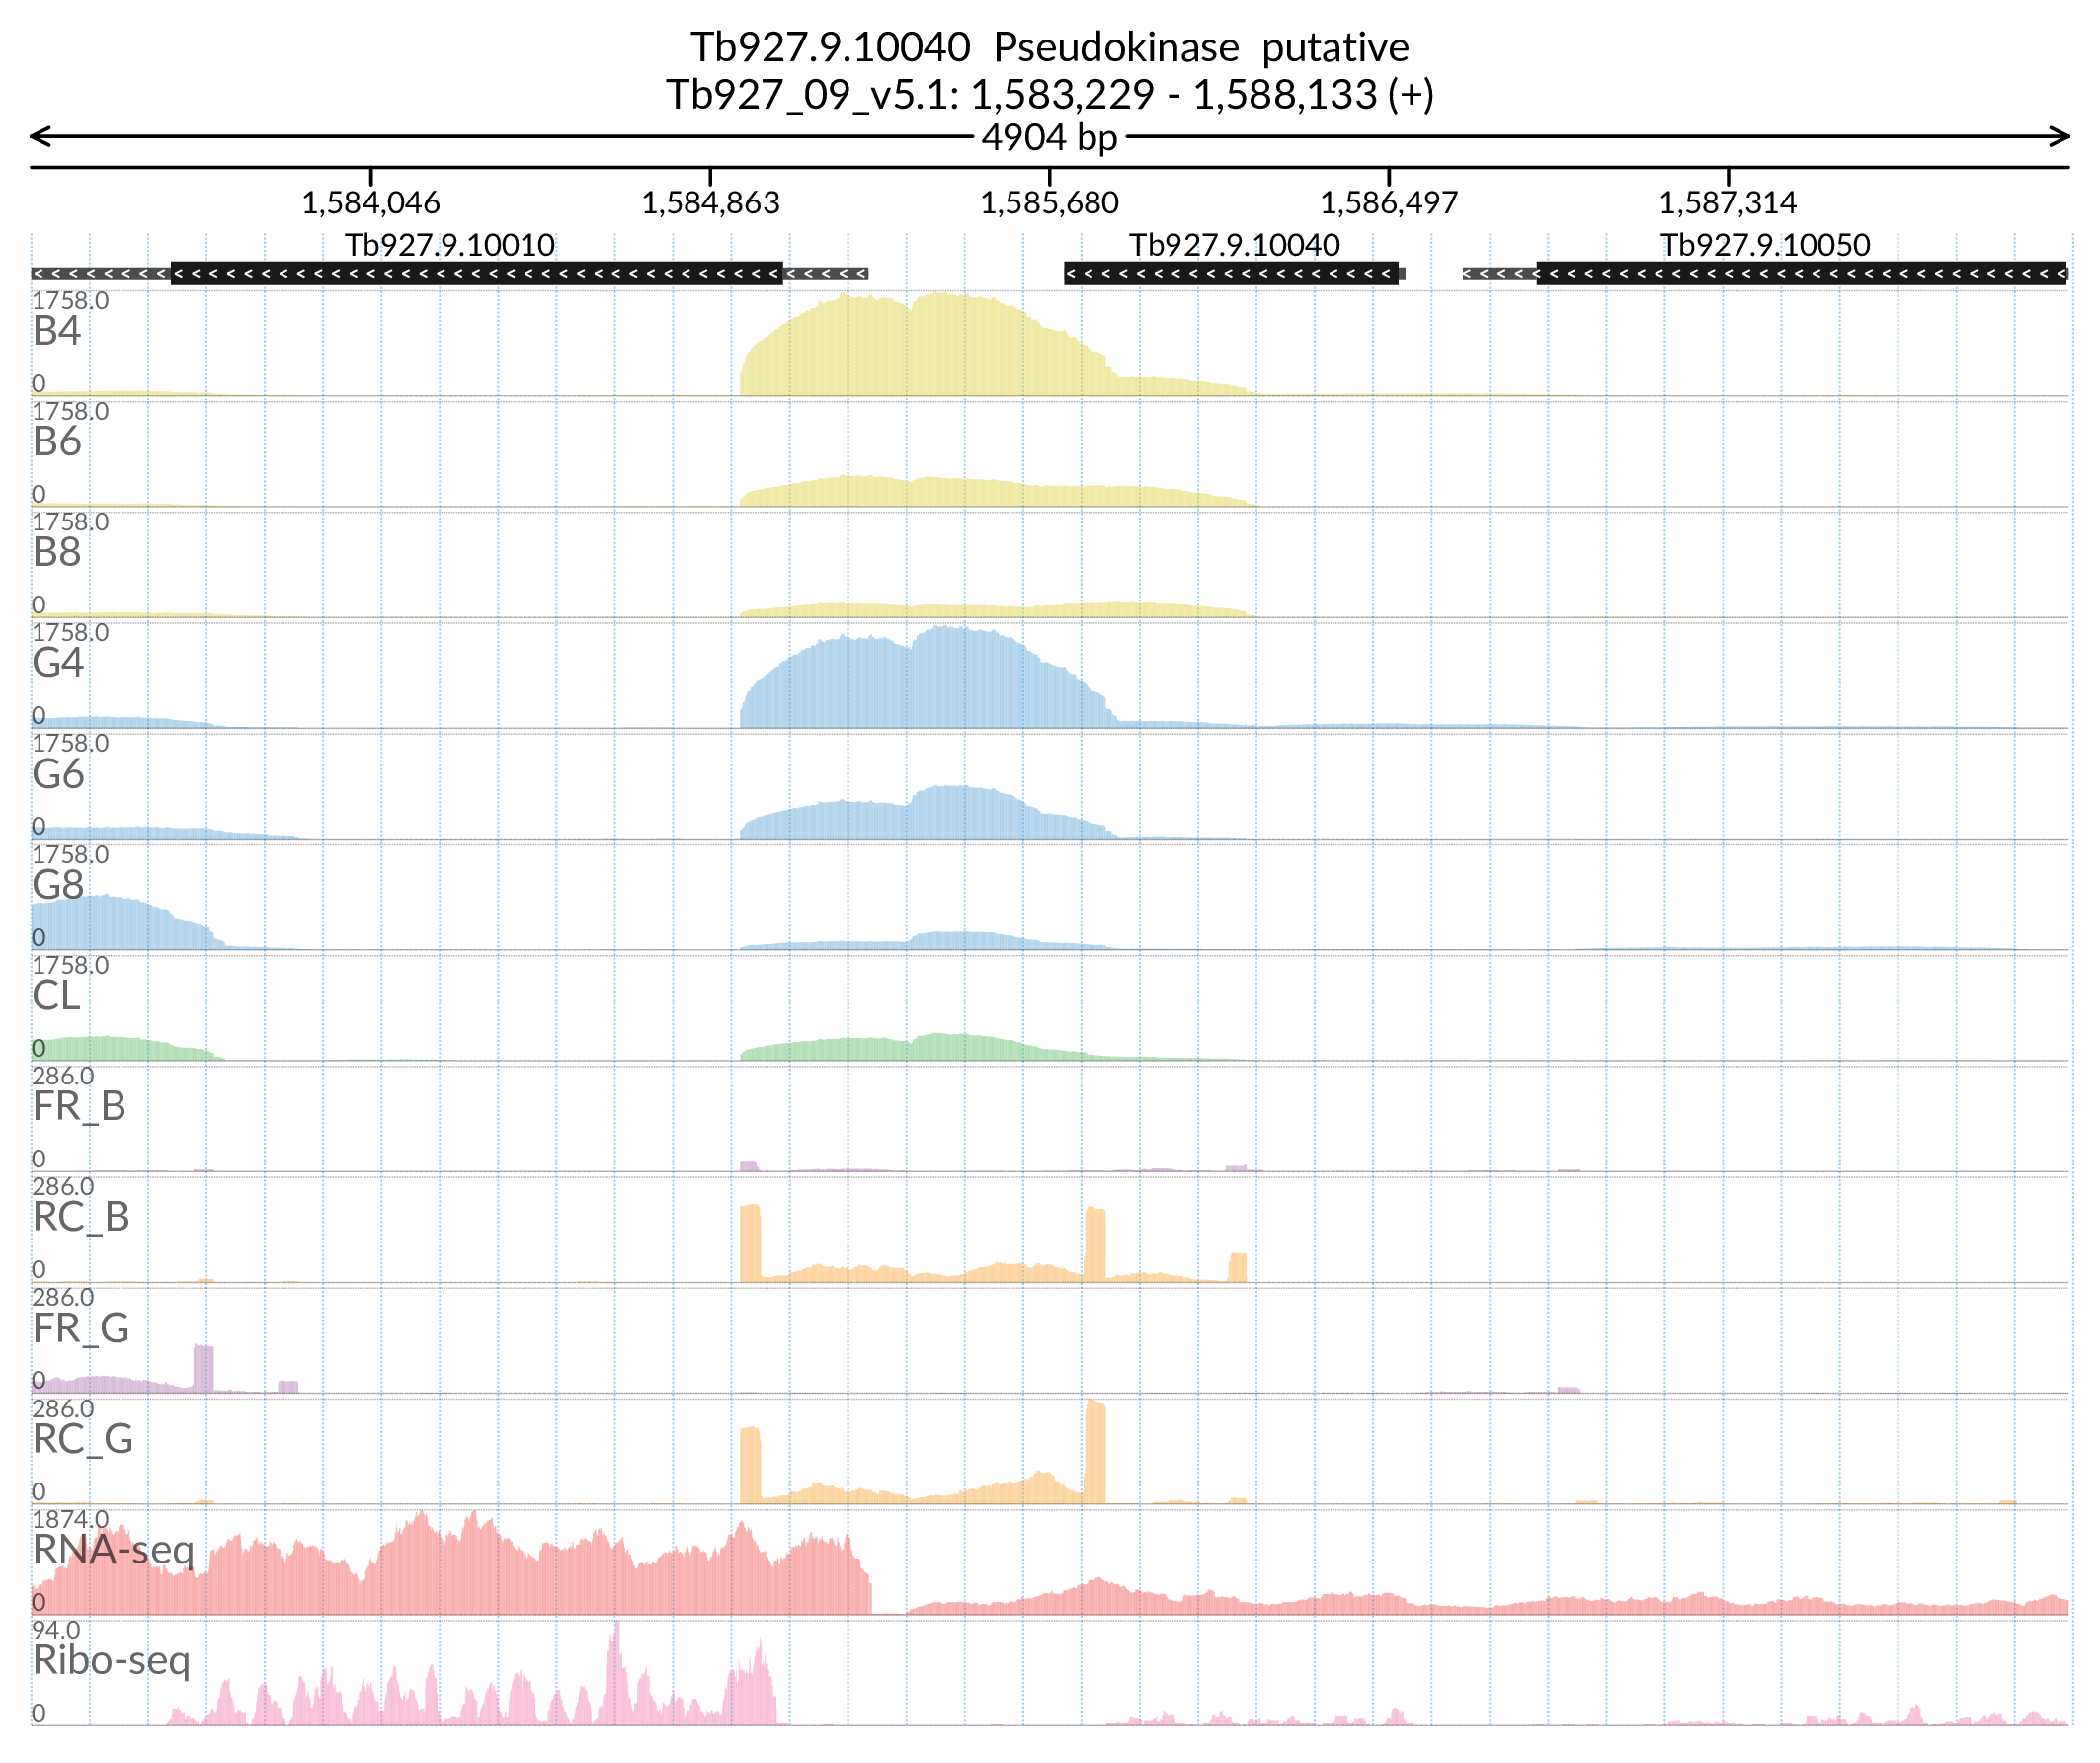 Tb927.9.10040 Pseudokinase putative
Tb927_09_v5.1: 1,583,229 - 1,588,133 (+)
4904 bp
1,584,046 1,584,863 1,585,680 1,586,497 1,587,314
Tb927.9.10010 Tb927.9.10040 Tb927.9.10050
1758.0
B4
0
1758.0
B6
0
1758.0
B8
0
1758.0
G4
0
1758.0
G6
0
1758.0
G8
0
1758.0
CL
0
286.0
FR_B
0
286.0
RC_B
0
286.0
FR_G
0
286.0
RC_G
0
1874.0
RNA-seq
0
94.0
Ribo-seq
0